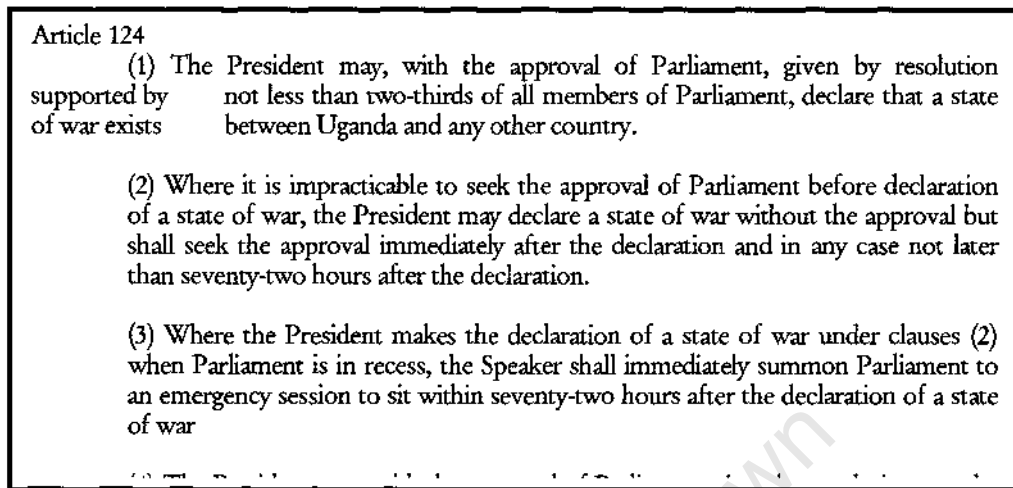 Article 124
(1) The President may, with the approval of Parliament, given by resolution
supported by not less than two-thirds of all members of Parliament, declare that a state
of war exists between Uganda and any other country.
(2) Where it is impracticable to seek the approval of Parliament before declaration
of a state of war, the President may declare a state of war without the approval but
shall seek the approval immediately after the declaration and in any case not later
than seventy-two hours after the declaration.
(3) Where the President makes the declaration of a state of war under clauses (2)
when Parliament is in recess, the Speaker shall immediately summon Parliament to
an emergency session to sit within seventy-two hours after the declaration of a state
of war
wn